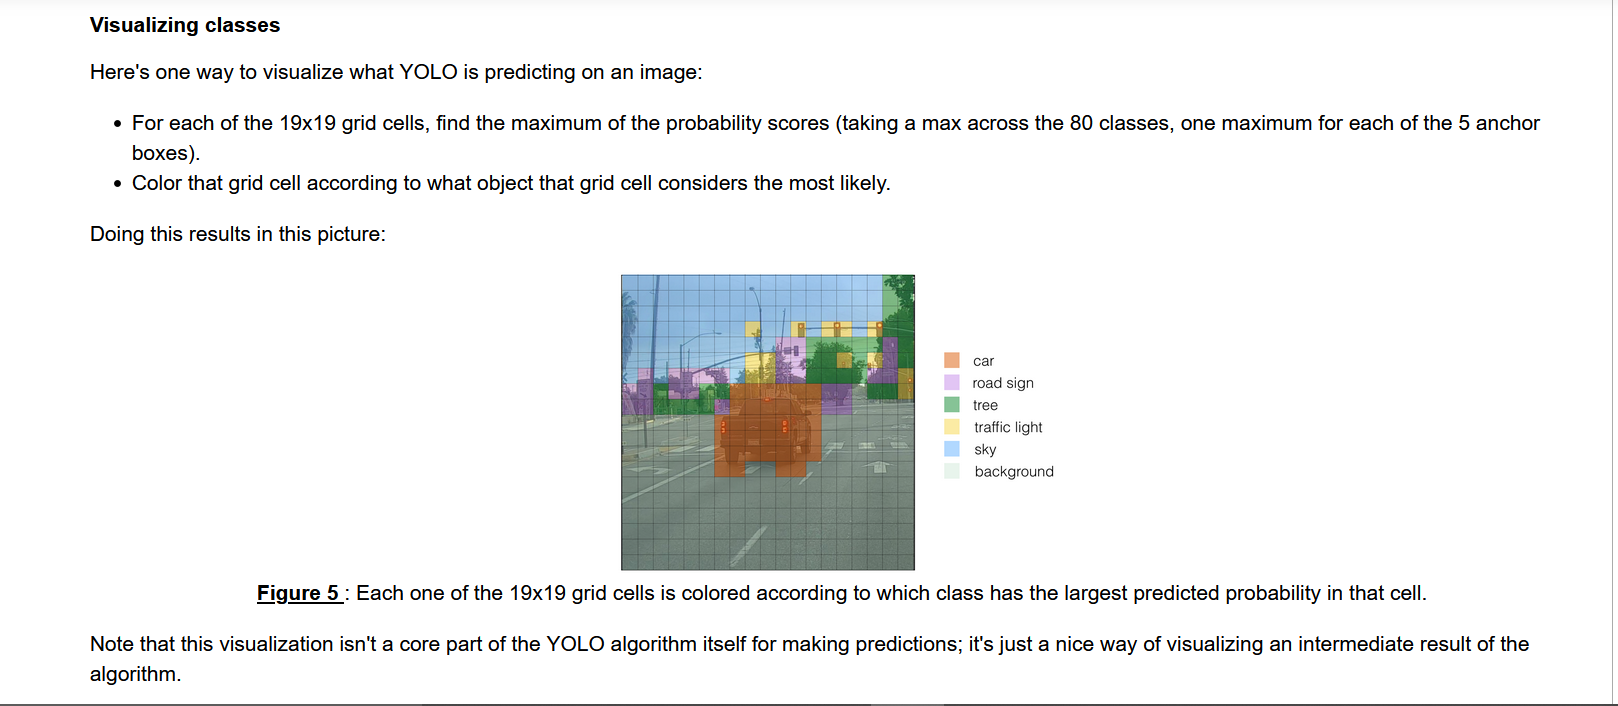 Visualizing classes
Here's one way to visualize what YOLO is predicting on an image:
• For each of the 19x19 grid cells, find the maximum of the probability scores (taking a max across the 80 classes, one maximum for each of the 5 anchor
boxes).
• Color that grid cell according to what object that grid cell considers the most likely.
Doing this results in this picture:
car
road sign
tree
traffic light
sky
background
Figure 5 : Each one of the 19x19 grid cells is colored according to which class has the largest predicted probability in that cell.
Note that this visualization isn't a core part of the YOLO algorithm itself for making predictions; it's just a nice way of visualizing an intermediate result of the
algorithm.